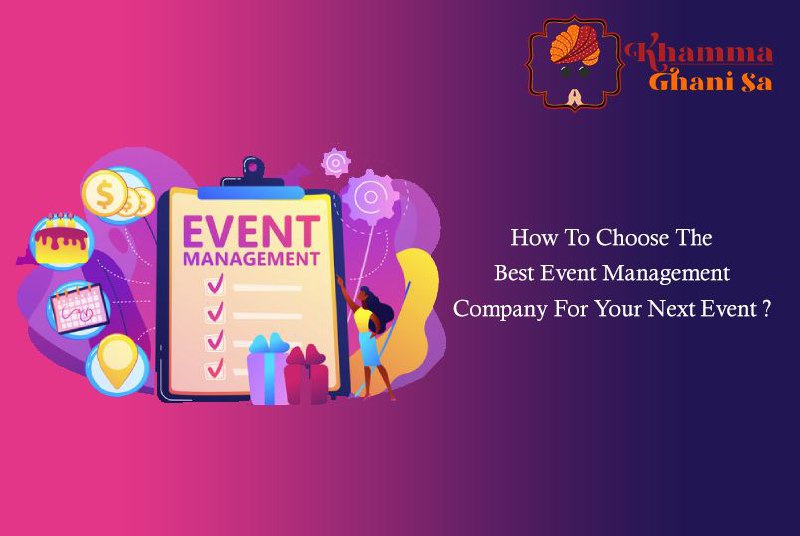 Khamma
Ghani Sa
EVENT
MANAGEMENT
How To Choose The
Best Event Management
Company For Your Next Event ?
$
$
$